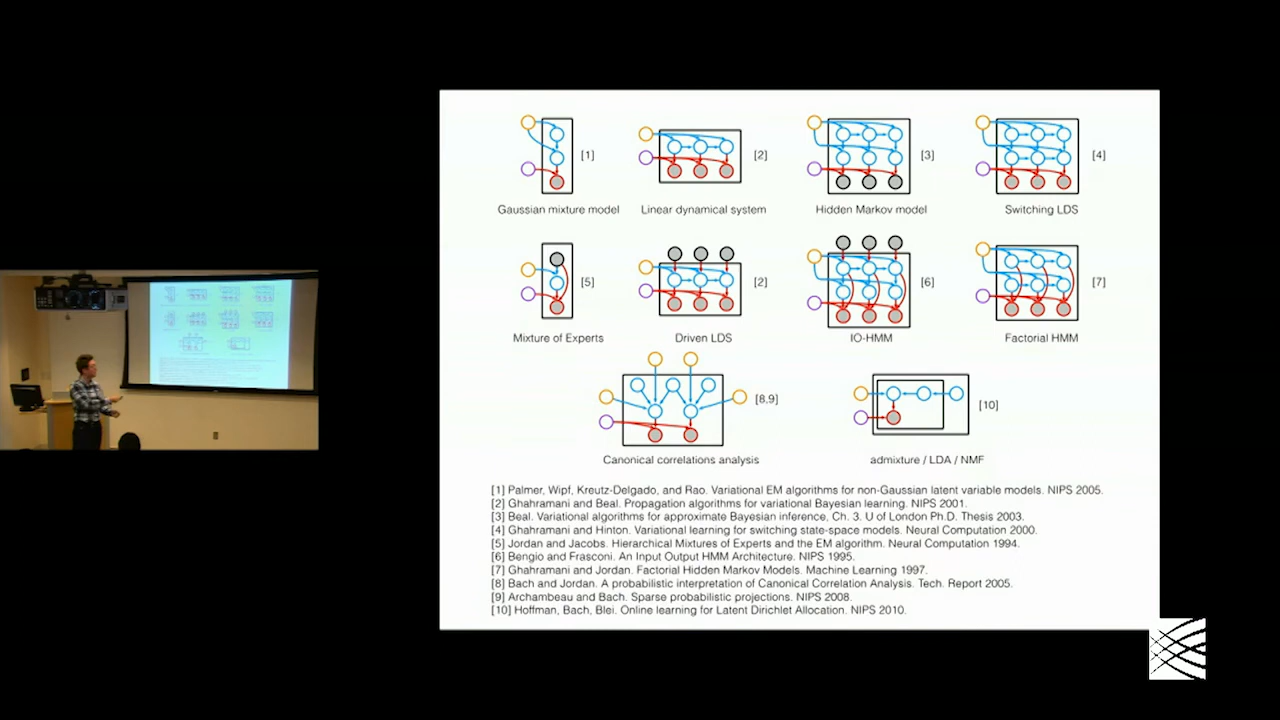 [1] [2] [3] [4]
Gaussian mixture model Linear dynamical system Hidden Markov model Switching LDS
[5] [2] [6] [7]
Mixture of Experts Driven LDS IO-HMM Factorial HMM
[8,9] [10]
Canonical correlations analysis admixture / LDA / NMF
[1] Palmer, Wipf, Kreutz-Delgado, and Rao. Variational EM algorithms for non-Gaussian latent variable models. NIPS 2005.
[2] Ghahramani and Beal. Propagation algorithms for variational Bayesian learning. NIPS 2001.
[3] Beal. Variational algorithms for approximate Bayesian inference, Ch. 3. U of London Ph.D. Thesis 2003.
[4] Ghahramani and Hinton. Variational learning for switching state-space models. Neural Computation 2000.
[5] Jordan and Jacobs. Hierarchical Mixtures of Experts and the EM algorithm. Neural Computation 1994.
[6] Bengio and Frasconi. An Input Output HMM Architecture. NIPS 1995.
[7] Ghahramani and Jordan. Factorial Hidden Markov Models. Machine Learning 1997.
[8] Bach and Jordan. A probabilistic interpretation of Canonical Correlation Analysis. Tech. Report 2005.
[9] Archambeau and Bach. Sparse probabilistic projections. NIPS 2008.
[10] Hoffman, Bach, Blei. Online learning for Latent Dirichlet Allocation. NIPS 2010.